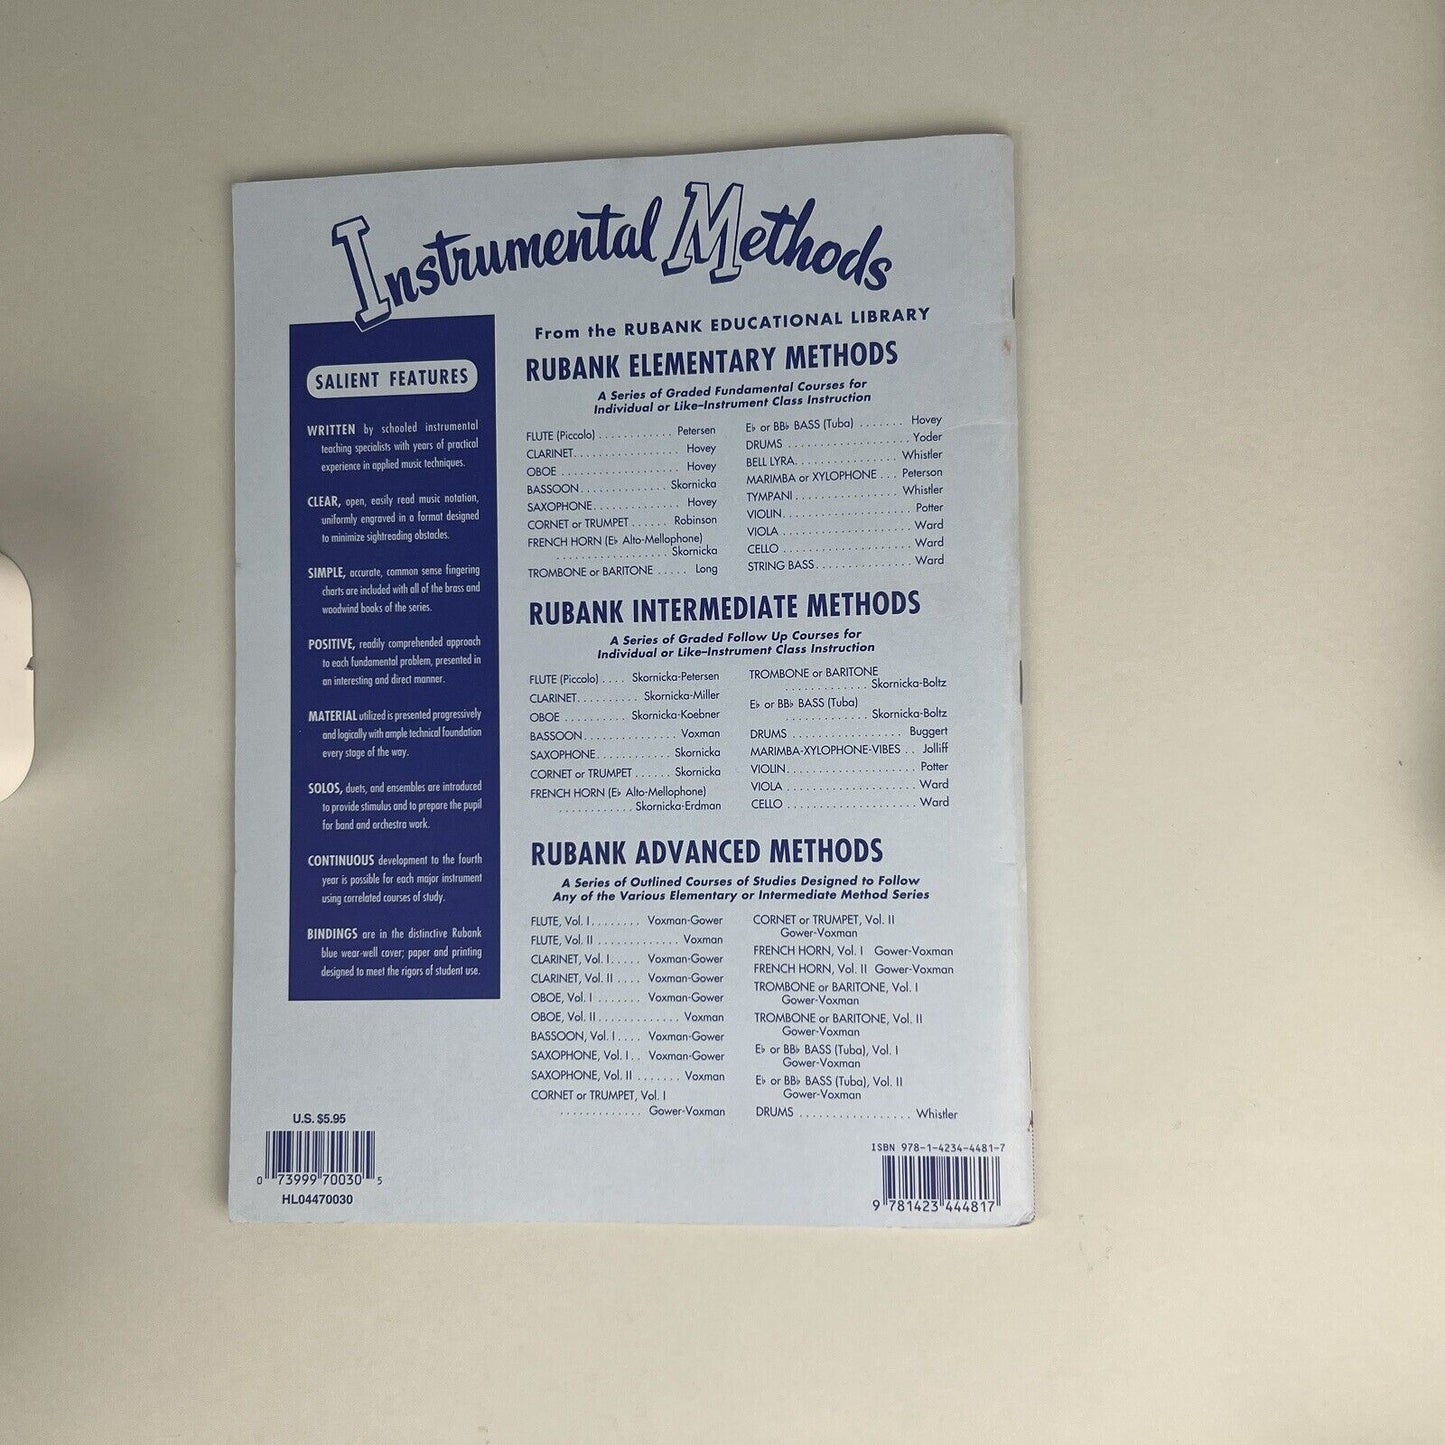 Instrumental Methods
SALIENT FEATURES
WRITTEN by schooled instrumental
teaching specialists with years of practical
experience in applied music techniques.
CLEAR, open, easily read music notation,
uniformly engraved in a format designed
to minimize sightreading obstacles.
SIMPLE, accurate, common sense fingering
charts are included with all of the brass and
woodwind books of the series.
POSITIVE, readily comprehended approach
to each fundamental problem, presented in
an interesting and direct manner.
MATERIAL utilized is presented progressively
and logically with ample technical foundation
every stage of the way.
SOLOS, duets, and ensembles are introduced
to provide stimulus and to prepare the pupil
for band and orchestra work.
CONTINUOUS development to the fourth
year is possible for each major instrument
using correlated courses of study.
BINDINGS are in the distinctive Rubank
blue wear-well cover; paper and printing
designed to meet the rigors of student use.
From the RUBANK EDUCATIONAL LIBRARY
RUBANK ELEMENTARY METHODS
A Series of Graded Fundamental Courses for
Individual or Like–Instrument Class Instruction
FLUTE (Piccolo) . . . . . . . . . . . . Petersen
CLARINET. . . . . . . . . . . . . . . . . Hovey
OBOE . . . . . . . . . . . . . . . . . . . Hovey
BASSOON. . . . . . . . . . . . . . Skornicka
SAXOPHONE. . . . . . . . . . . . . . Hovey
CORNET or TRUMPET . . . . . . Robinson
FRENCH HORN (E♭ Alto-Mellophone)
. . . . . . . . . . . . . . . . . Skornicka
TROMBONE or BARITONE . . . . . Long
E♭ or BB♭ BASS (Tuba) . . . . . . . Hovey
DRUMS . . . . . . . . . . . . . . . . . . . Yoder
BELL LYRA. . . . . . . . . . . . . . . . Whistler
MARIMBA or XYLOPHONE . . . Peterson
TYMPANI . . . . . . . . . . . . . . . . Whistler
VIOLIN. . . . . . . . . . . . . . . . . . . . Potter
VIOLA . . . . . . . . . . . . . . . . . . . . Ward
CELLO . . . . . . . . . . . . . . . . . . . . Ward
STRING BASS. . . . . . . . . . . . . . . Ward
RUBANK INTERMEDIATE METHODS
A Series of Graded Follow Up Courses for
Individual or Like–Instrument Class Instruction
FLUTE (Piccolo) . . . . Skornicka-Petersen
CLARINET. . . . . . . . . . Skornicka-Miller
OBOE . . . . . . . . . . Skornicka-Koebner
BASSOON. . . . . . . . . . . . . . . Voxman
SAXOPHONE. . . . . . . . . . . . Skornicka
CORNET or TRUMPET . . . . . . Skornicka
FRENCH HORN (E♭ Alto-Mellophone)
. . . . . . . . . . . . Skornicka-Erdman
TROMBONE or BARITONE
. . . . . . . . . . . . . Skornicka-Boltz
E♭ or BB♭ BASS (Tuba)
. . . . . . . . . . . . . Skornicka-Boltz
DRUMS . . . . . . . . . . . . . . . . . Buggert
MARIMBA-XYLOPHONE-VIBES . . Jolliff
VIOLIN. . . . . . . . . . . . . . . . . . . . Potter
VIOLA . . . . . . . . . . . . . . . . . . . . Ward
CELLO . . . . . . . . . . . . . . . . . . . . Ward
RUBANK ADVANCED METHODS
A Series of Outlined Courses of Studies Designed to Follow
Any of the Various Elementary or Intermediate Method Series
FLUTE, Vol. I. . . . . . . . Voxman-Gower
FLUTE, Vol. II . . . . . . . . . . . . . Voxman
CLARINET, Vol. I. . . . . Voxman-Gower
CLARINET, Vol. II . . . . Voxman-Gower
OBOE, Vol. I . . . . . . . Voxman-Gower
OBOE, Vol. II. . . . . . . . . . . . . Voxman
BASSOON, Vol. I . . . . Voxman-Gower
SAXOPHONE, Vol. I. . Voxman-Gower
SAXOPHONE, Vol. II . . . . . . . Voxman
CORNET or TRUMPET, Vol. I
. . . . . . . . . . . . . Gower-Voxman
CORNET or TRUMPET, Vol. II
Gower-Voxman
FRENCH HORN, Vol. I Gower-Voxman
FRENCH HORN, Vol. II Gower-Voxman
TROMBONE or BARITONE, Vol. I
Gower-Voxman
TROMBONE or BARITONE, Vol. II
Gower-Voxman
E♭ or BB♭ BASS (Tuba), Vol. I
Gower-Voxman
E♭ or BB♭ BASS (Tuba), Vol. II
Gower-Voxman
DRUMS . . . . . . . . . . . . . . . . . Whistler
U.S. $5.95
0 73999 70030 5
HL04470030
ISBN 978-1-4234-4481-7
9 781423 444817